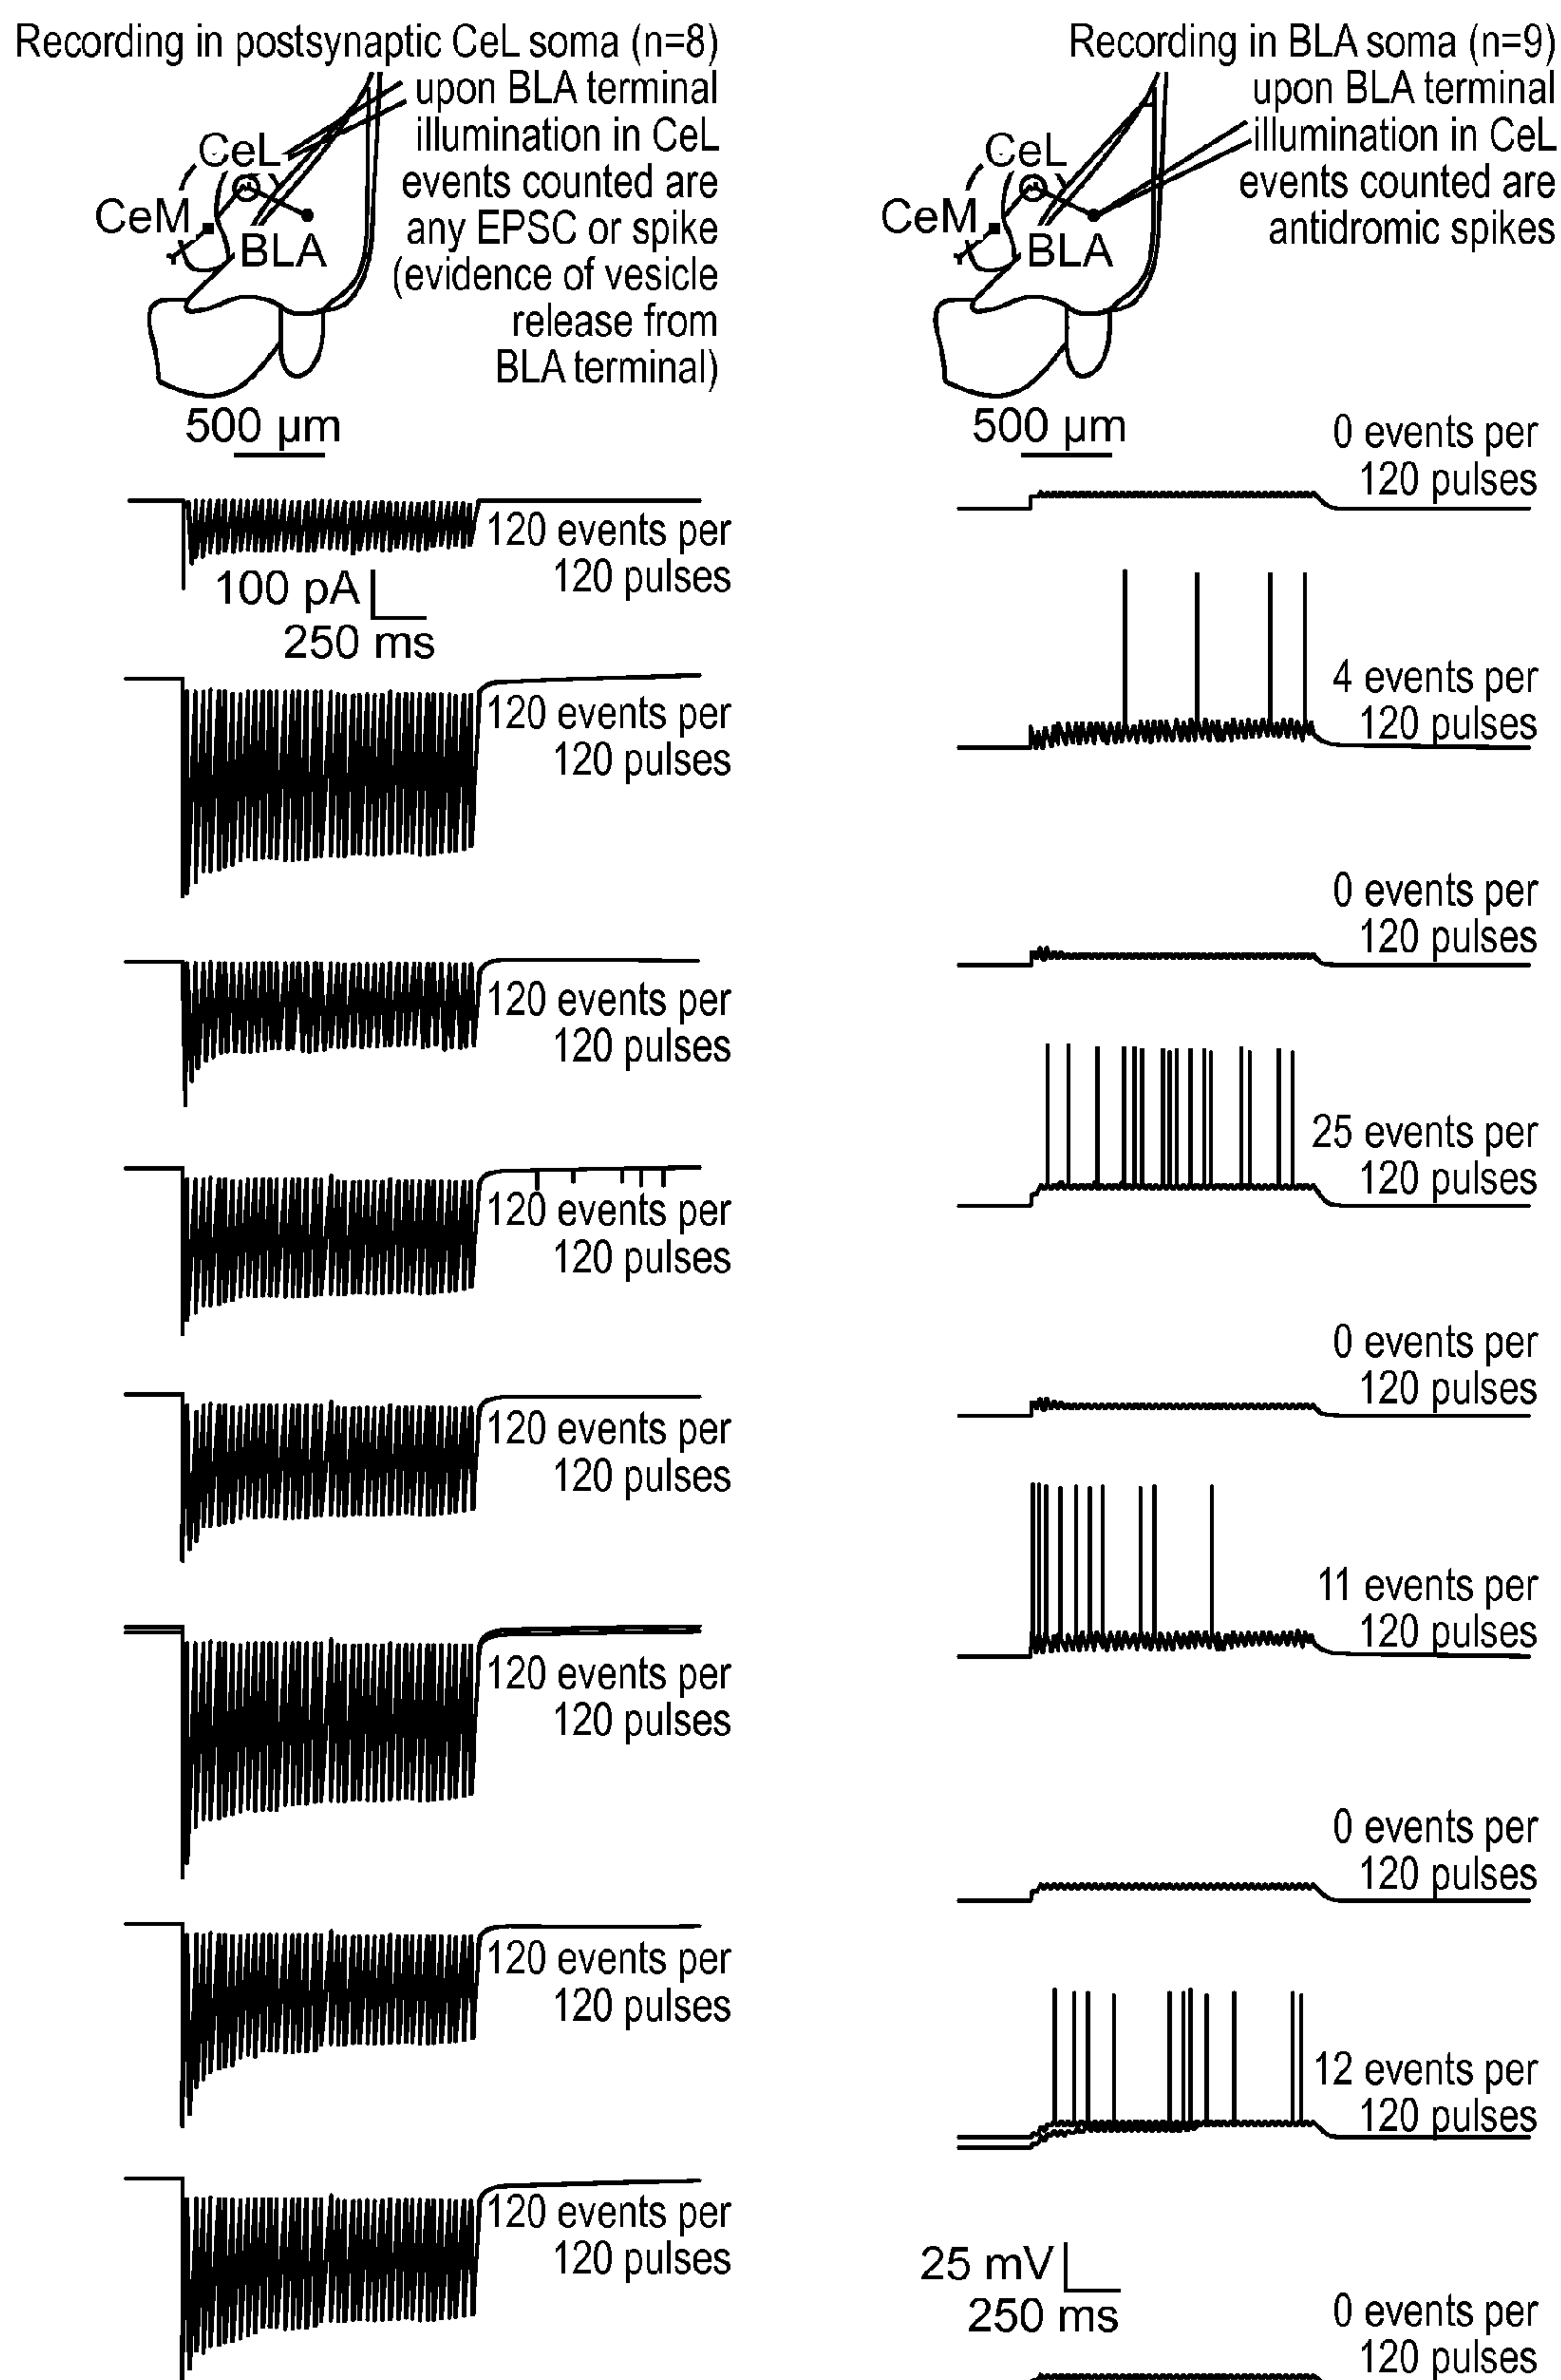 Recording in postsynaptic CeL soma (n=8)
upon BLA terminal
illumination in CeL
events counted are
any EPSC or spike
(evidence of vesicle
release from
BLA terminal)
CeL
CeM
BLA
500 µm
120 events per
120 pulses
100 pA
250 ms
120 events per
120 pulses
120 events per
120 pulses
120 events per
120 pulses
120 events per
120 pulses
120 events per
120 pulses
120 events per
120 pulses
120 events per
120 pulses
Recording in BLA soma (n=9)
upon BLA terminal
illumination in CeL
events counted are
antidromic spikes
CeL
CeM
BLA
500 µm
0 events per
120 pulses
4 events per
120 pulses
0 events per
120 pulses
25 events per
120 pulses
0 events per
120 pulses
11 events per
120 pulses
0 events per
120 pulses
12 events per
120 pulses
25 mV
250 ms
0 events per
120 pulses